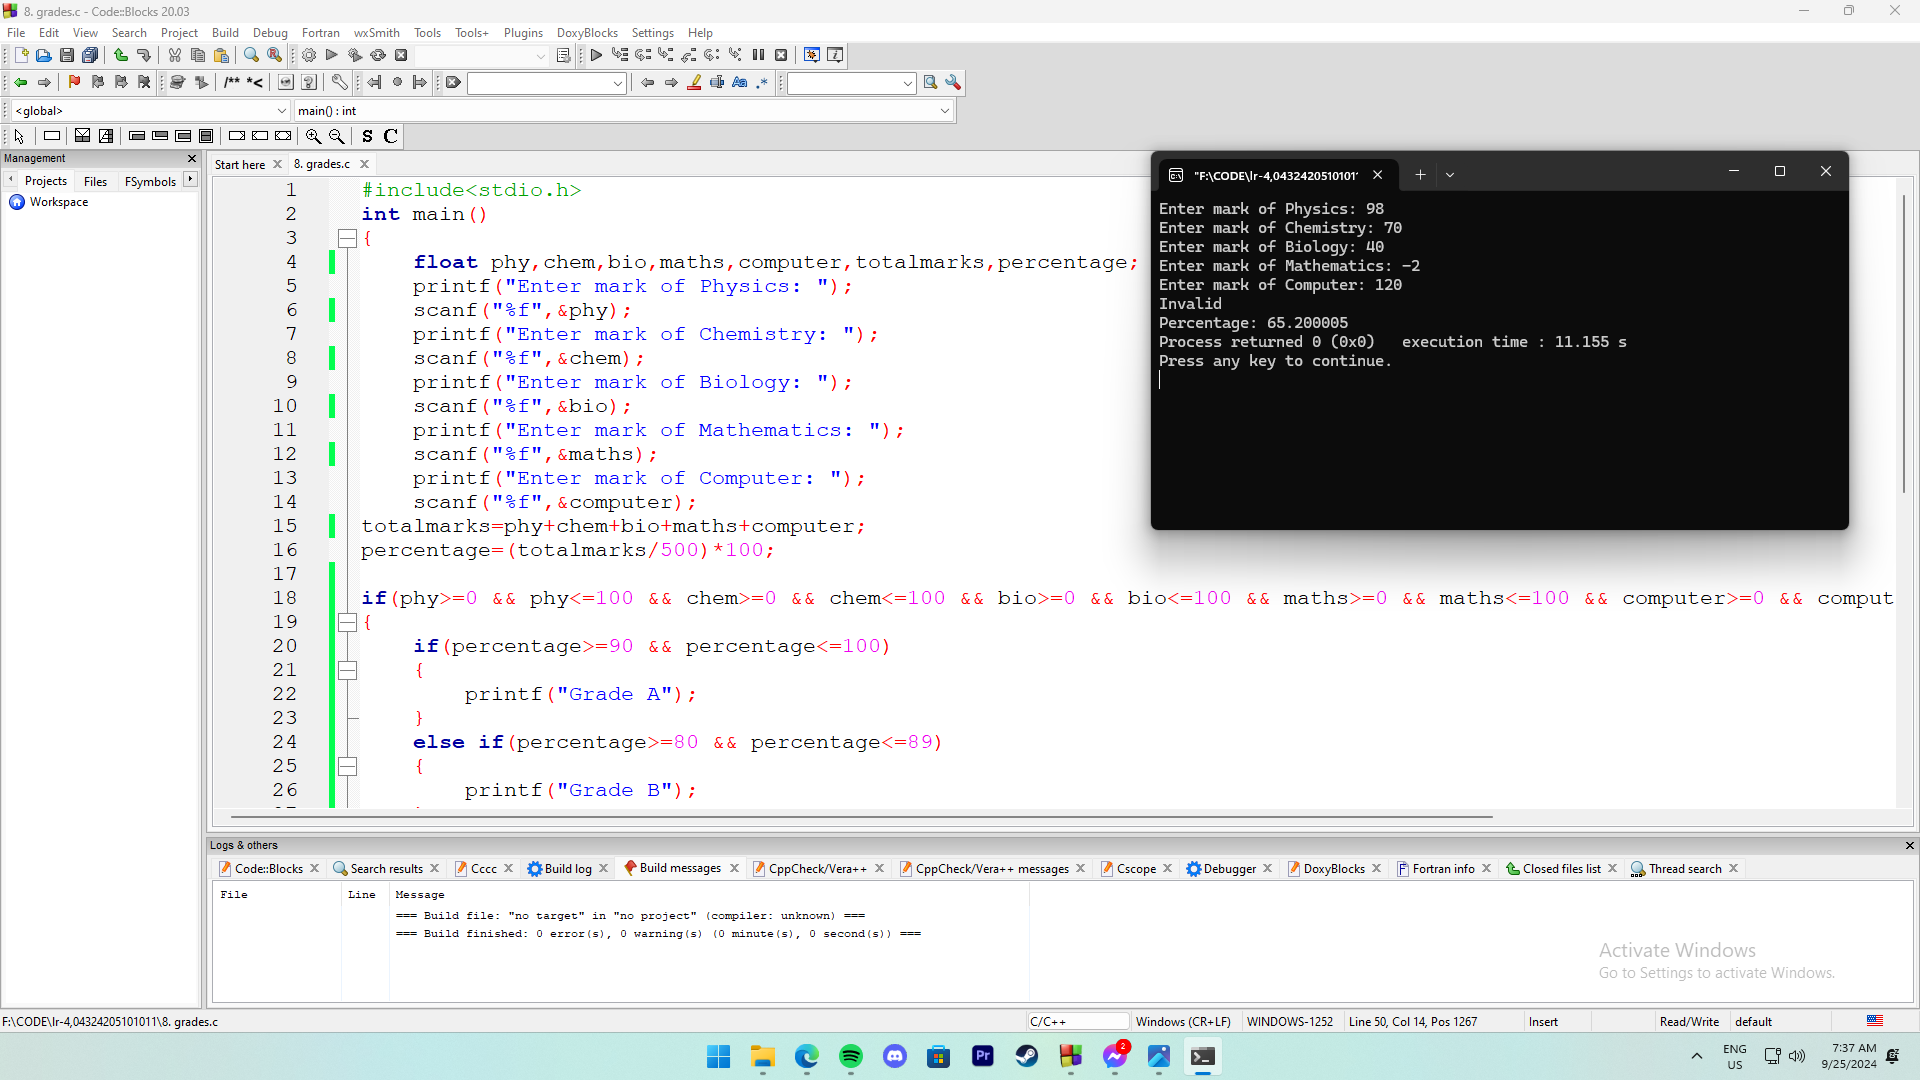 8. grades.c - Code::Blocks 20.03
File Edit View Search Project Build Debug Fortran wxSmith Tools Tools+ Plugins DoxyBlocks Settings Help
<global> main() : int
S C
Management
Projects Files FSymbols
Workspace
Start here 8. grades.c
1 #include<stdio.h>
2 int main()
3 {
4 float phy,chem,bio,maths,computer,totalmarks,percentage;
5 printf("Enter mark of Physics: ");
6 scanf("%f",&phy);
7 printf("Enter mark of Chemistry: ");
8 scanf("%f",&chem);
9 printf("Enter mark of Biology: ");
10 scanf("%f",&bio);
11 printf("Enter mark of Mathematics: ");
12 scanf("%f",&maths);
13 printf("Enter mark of Computer: ");
14 scanf("%f",&computer);
15 totalmarks=phy+chem+bio+maths+computer;
16 percentage=(totalmarks/500)*100;
17
18 if(phy>=0 && phy<=100 && chem>=0 && chem<=100 && bio>=0 && bio<=100 && maths>=0 && maths<=100 && computer>=0 && comput
19 {
20 if(percentage>=90 && percentage<=100)
21 {
22 printf("Grade A");
23 }
24 else if(percentage>=80 && percentage<=89)
25 {
26 printf("Grade B");
"F:\CODE\lr-4,0432420510101'
Enter mark of Physics: 98
Enter mark of Chemistry: 70
Enter mark of Biology: 40
Enter mark of Mathematics: -2
Enter mark of Computer: 120
Invalid
Percentage: 65.200005
Process returned 0 (0x0) execution time : 11.155 s
Press any key to continue.
Logs & others
Code::Blocks Search results Cccc Build log Build messages CppCheck/Vera++ CppCheck/Vera++ messages Cscope Debugger DoxyBlocks Fortran info Closed files list Thread search
File Line Message
=== Build file: "no target" in "no project" (compiler: unknown) ===
=== Build finished: 0 error(s), 0 warning(s) (0 minute(s), 0 second(s)) ===
Activate Windows
Go to Settings to activate Windows.
F:\CODE\lr-4,04324205101011\8. grades.c C/C++ Windows (CR+LF) WINDOWS-1252 Line 50, Col 14, Pos 1267 Insert Read/Write default
Pr 2 ENG US 7:37 AM 9/25/2024